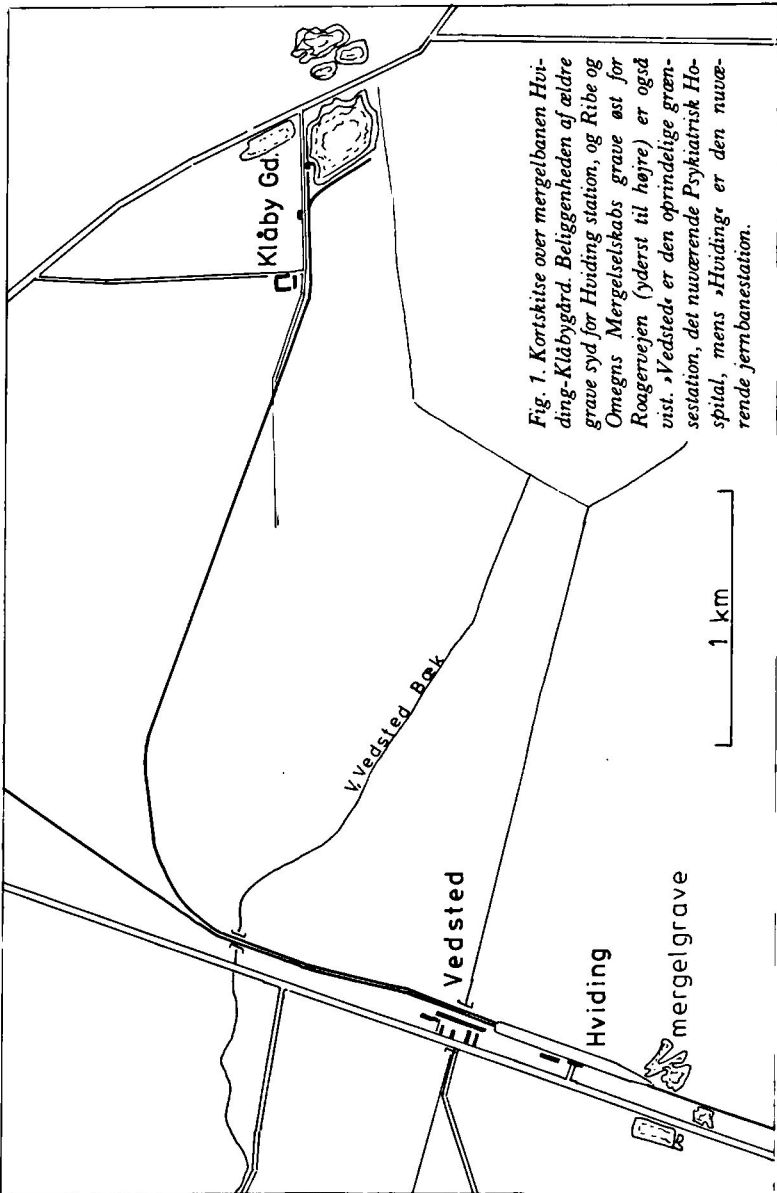 Klåby Gd.
V. Vedsted Bæk
Vedsted
Hviding
mergelgrave
1 km
Fig. 1. Kortskitse over mergelbanen Hvi-
ding-Klåbygård. Beliggenheden af ældre
grave syd for Hviding station, og Ribe og
Omegns Mergelselskabs grave øst for
Roagervejen (yderst til højre) er også
vist. »Vedsted« er den oprindelige græn-
sestation, det nuværende Psykiatrisk Ho-
spital, mens »Hviding« er den nuvæ-
rende jernbanestation.